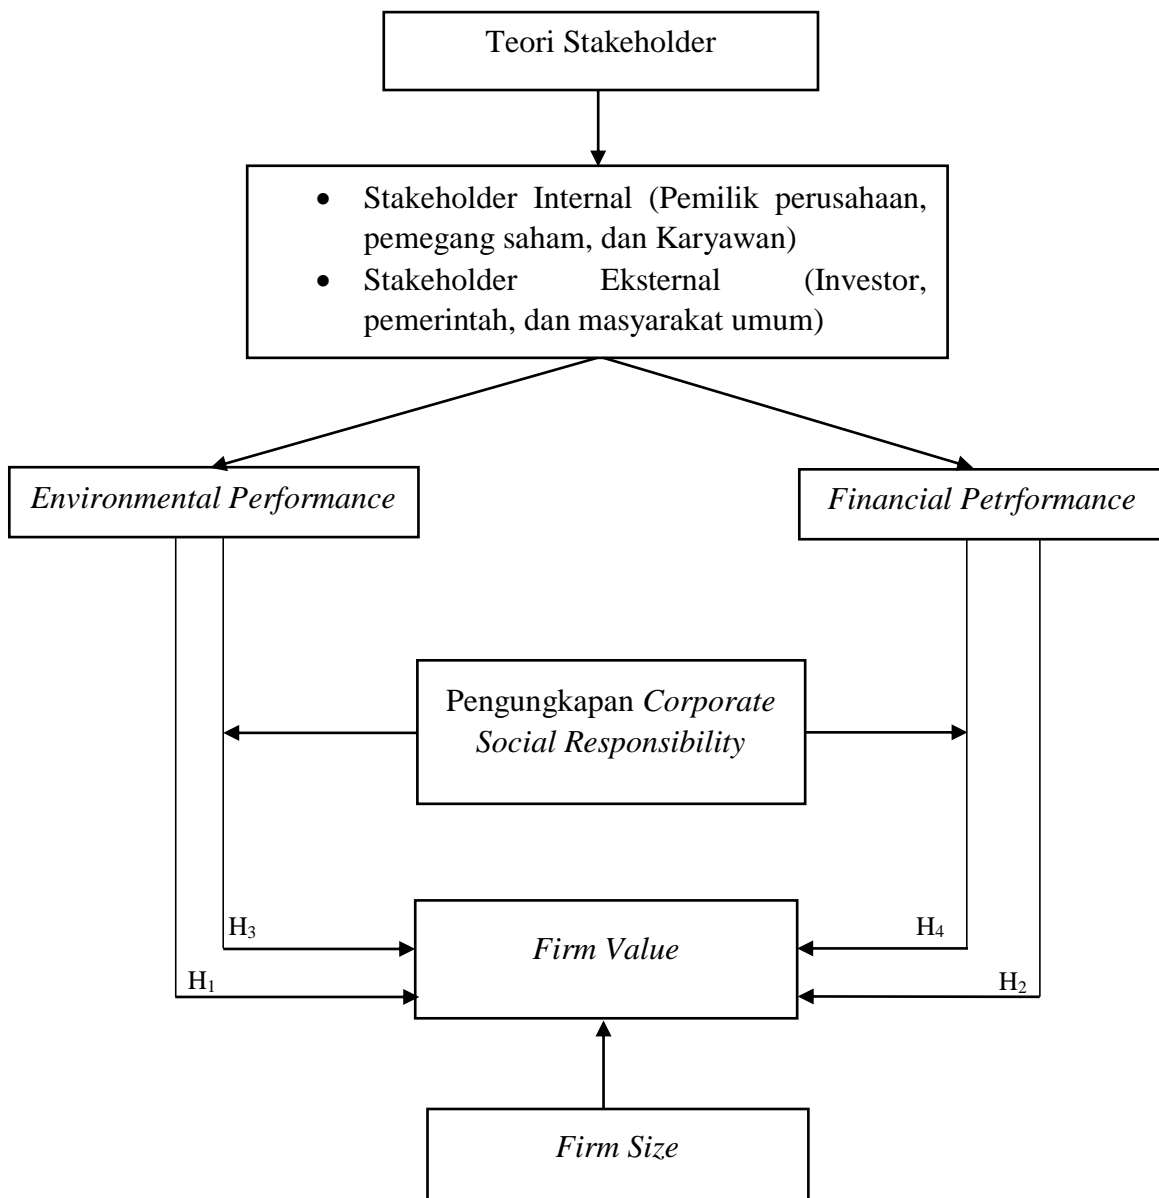 Teori Stakeholder
• Stakeholder Internal (Pemilik perusahaan,
pemegang saham, dan Karyawan)
• Stakeholder Eksternal (Investor,
pemerintah, dan masyarakat umum)
Environmental Performance
Financial Petrformance
Pengungkapan Corporate
Social Responsibility
H₃
H₄
Firm Value
H₁
H₂
Firm Size